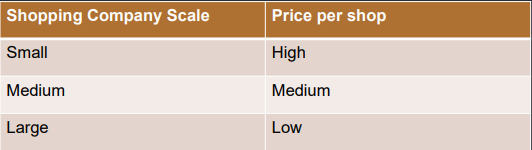 Shopping Company Scale Price per shop
Small High
Medium Medium
Large Low